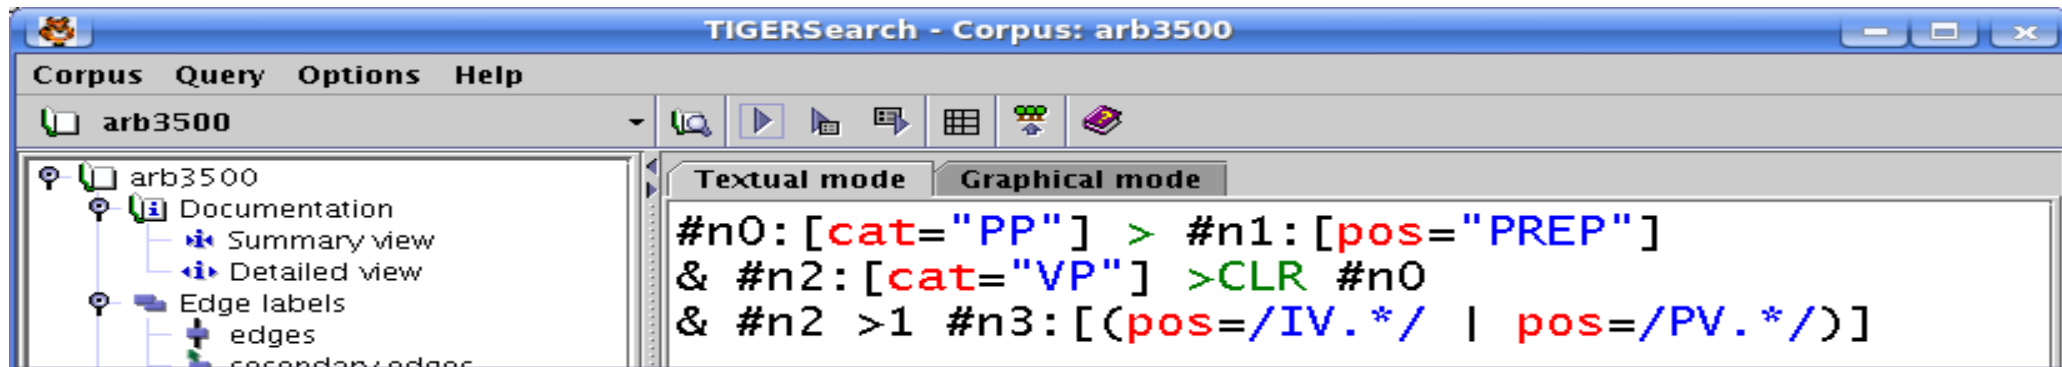 TIGERSearch - Corpus: arb3500
Corpus Query Options Help
arb3500
arb3500
Documentation
Summary view
Detailed view
Edge labels
edges
secondary edges
Textual mode Graphical mode
#n0:[cat="PP"] > #n1:[pos="PREP"]
& #n2:[cat="VP"] >CLR #n0
& #n2 >1 #n3:[(pos=/IV.*/ | pos=/PV.*/)]